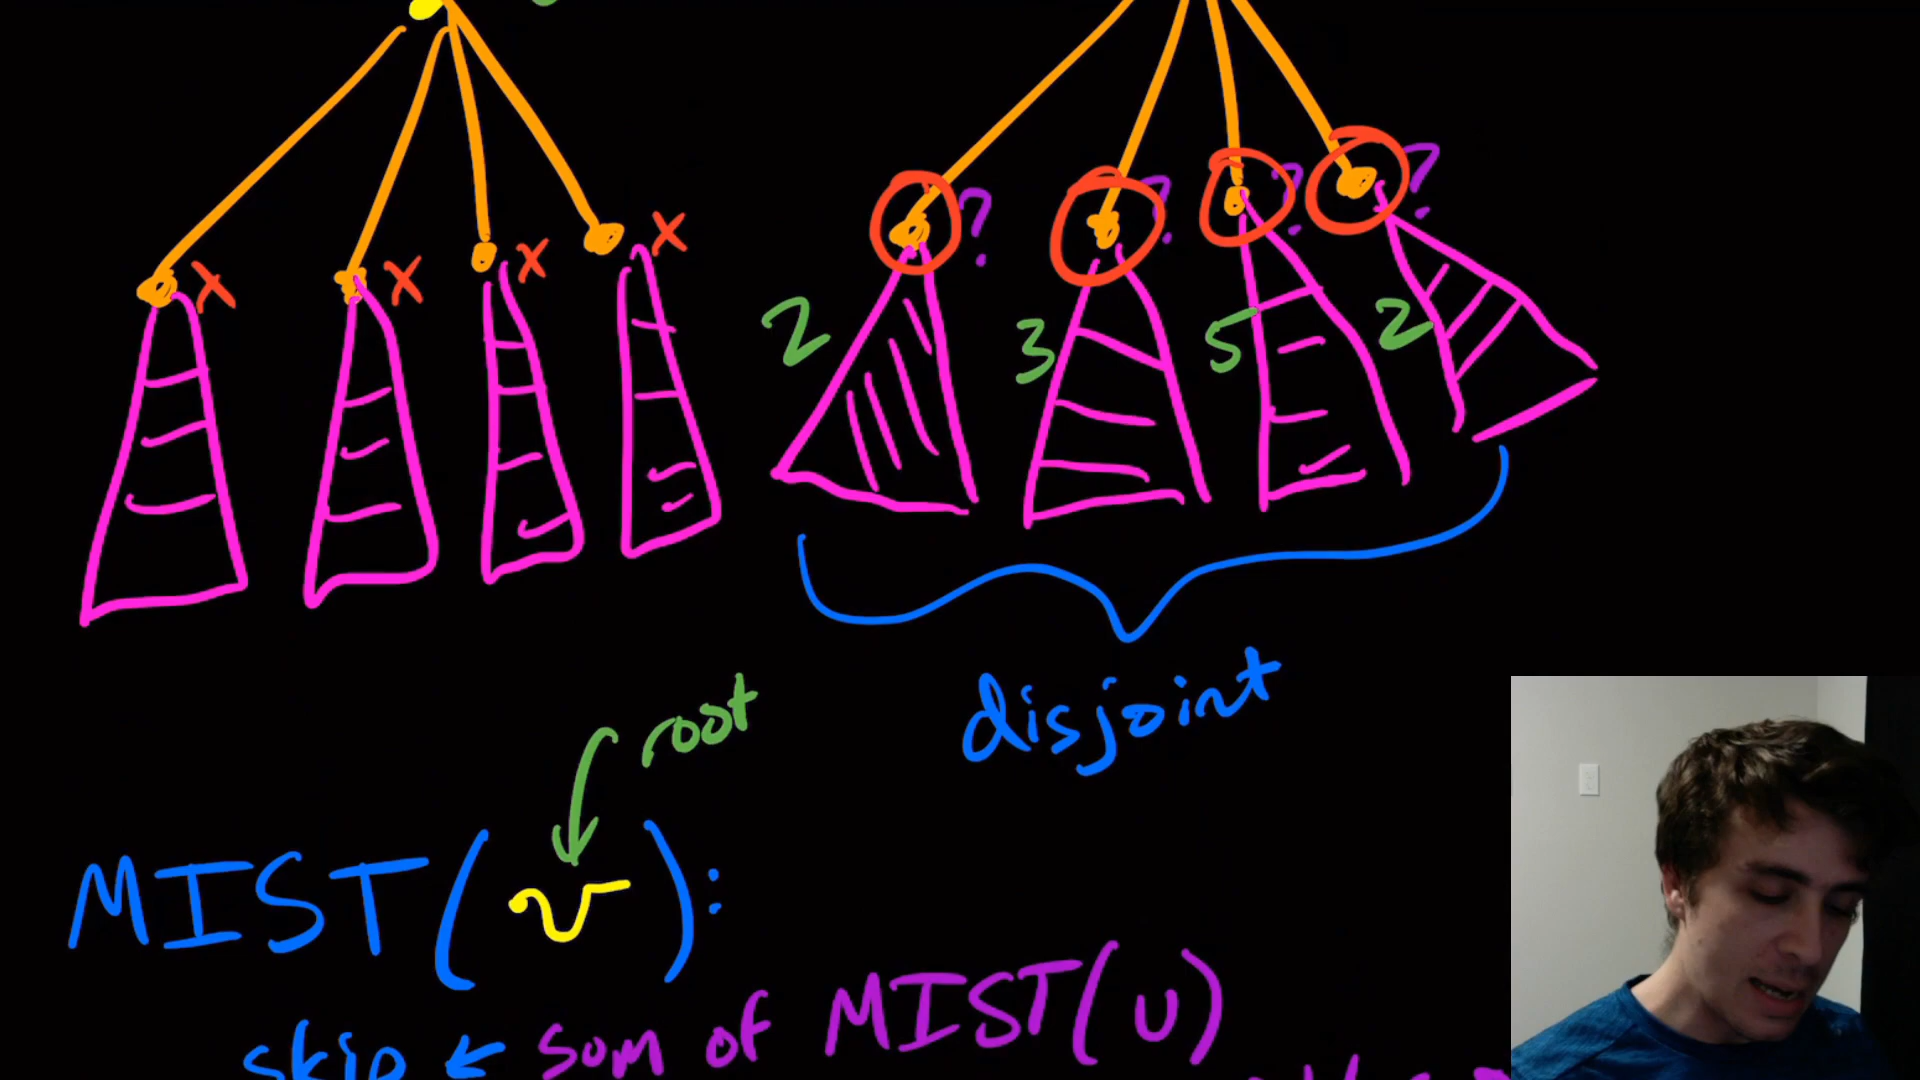 x x x x
? ? ? ?
2 3 5 2
disjoint
root
MIST(v):
skip ← sum of MIST(u)